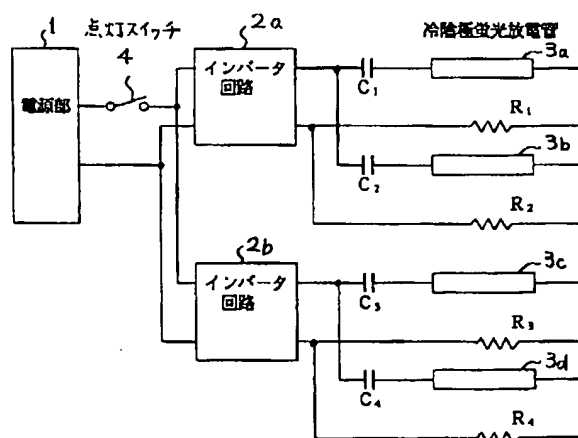 1
点灯スイッチ
4
2a
冷陰極蛍光放電管
3a
電源部
インバータ
回路
C₁
R₁
3b
C₂
R₂
2b
インバータ
回路
3c
C₃
R₃
3d
C₄
R₄